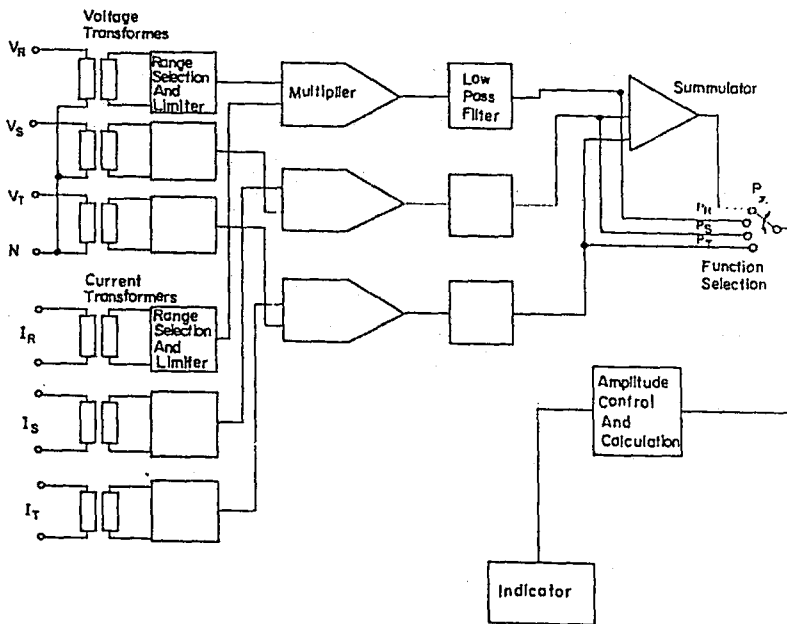 Voltage
Transformes
V_R
V_S
V_T
N
Range
Selection
And
Limiter
Multiplier
Low
Pass
Filter
Summulator
P_R
P_S
P_T
Function
Selection
Current
Transformers
I_R
I_S
I_T
Range
Selection
And
Limiter
Amplitude
Control
And
Calculation
Indicator